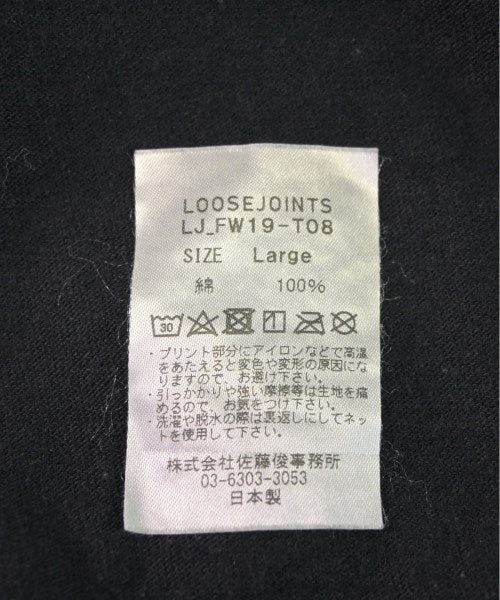 LOOSEJOINTS
LJ_FW19-T08
SIZE Large
綿 100%
30
・プリント部分にアイロンなどで高温
をあたえると変色や変形の原因にな
りますので、お避け下さい。
・引っかかりや強い摩擦等は生地を痛
めるので、お気をつけ下さい。
・洗濯や脱水の際は裏返しにしてネッ
トを使用して下さい。
株式会社佐藤俊事務所
03-6303-3053
日本製